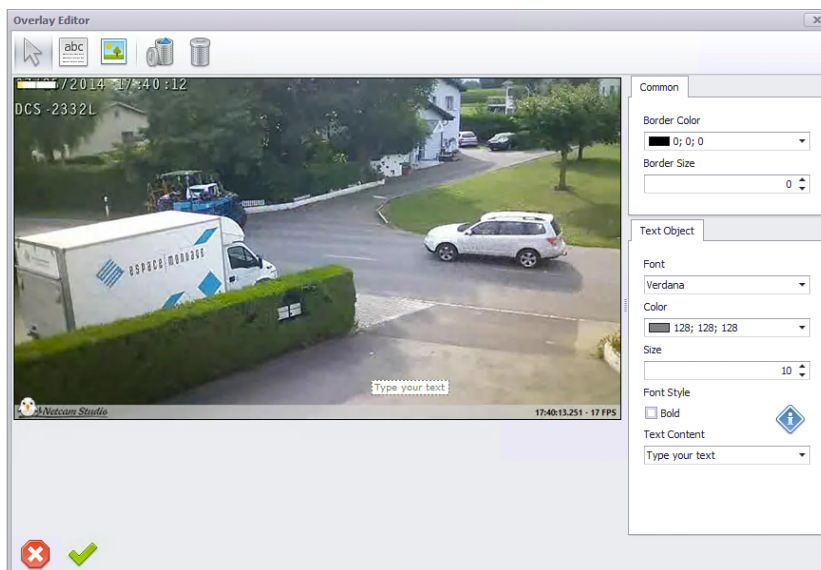 Overlay Editor
abc
/2014 17:40:12
DCS-2332L
espace montage
Type your text
Netcam Studio
17:40:13.251 - 17 FPS
Common
Border Color
0; 0; 0
Border Size
0
Text Object
Font
Verdana
Color
128; 128; 128
Size
10
Font Style
Bold
Text Content
Type your text